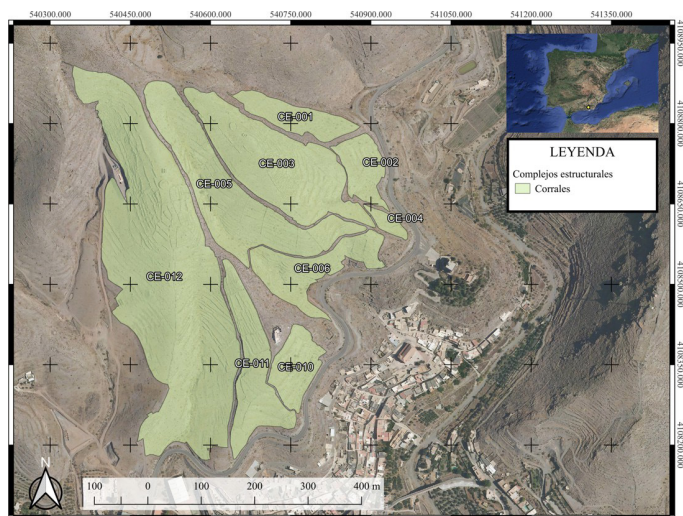 540300,000 540450,000 540600,000 540750,000 540900,000 541050,000 541200,000 541350,000
4108950,000
4108800,000
4108650,000
4108500,000
4108350,000
4108200,000
CE-001
CE-002
CE-003
CE-005
CE-004
CE-006
CE-012
CE-011
CE-010
LEYENDA
Complejos estructurales
Corrales
N
100 0 100 200 300 400 m